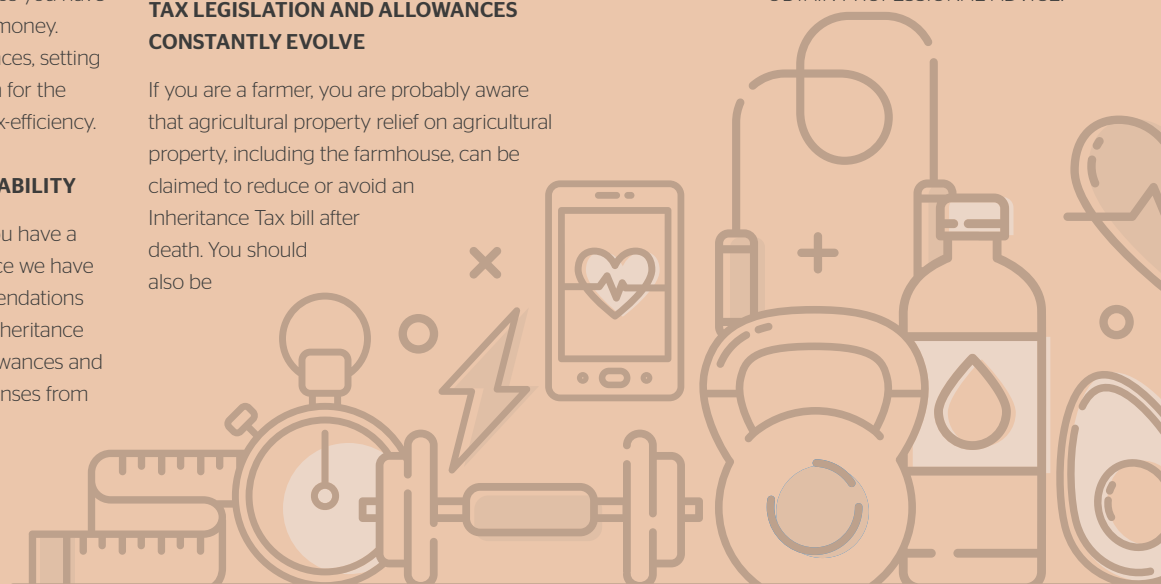 money.
setting
for the
-efficiency.
ABILITY
u have a
ce we have
endations
heritance
wances and
nses from
TAX LEGISLATION AND ALLOWANCES
CONSTANTLY EVOLVE
If you are a farmer, you are probably aware
that agricultural property relief on agricultural
property, including the farmhouse, can be
claimed to reduce or avoid an
Inheritance Tax bill after
death. You should
also be